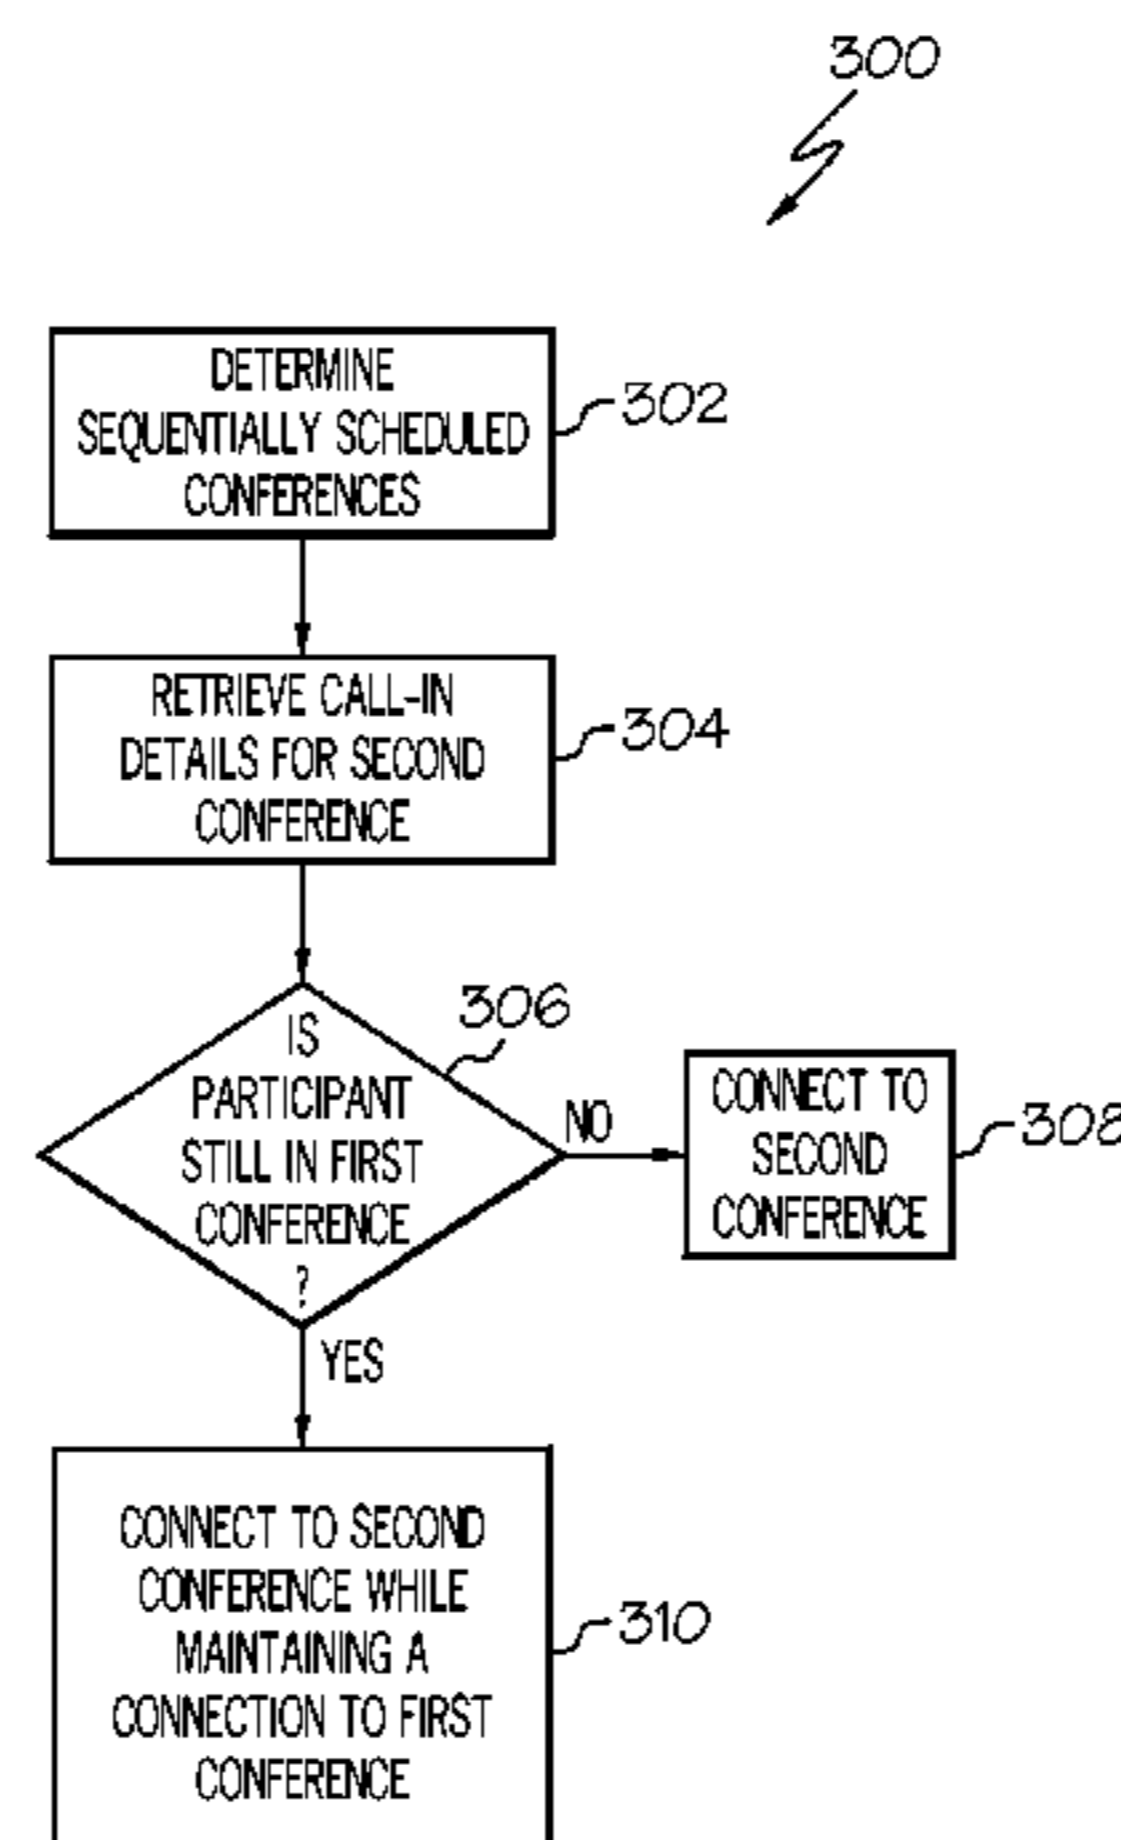 300
DETERMINE
SEQUENTIALLY SCHEDULED
CONFERENCES
302
RETRIEVE CALL-IN
DETAILS FOR SECOND
CONFERENCE
304
306
IS
PARTICIPANT
STILL IN FIRST
CONFERENCE
?
NO
CONNECT TO
SECOND
CONFERENCE
308
YES
CONNECT TO SECOND
CONFERENCE WHILE
MAINTAINING A
CONNECTION TO FIRST
CONFERENCE
310